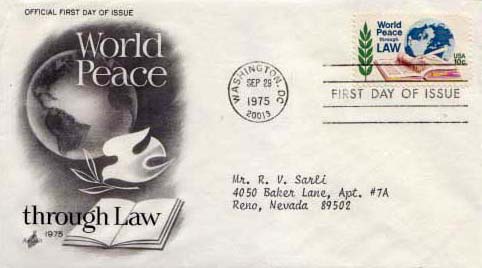 OFFICIAL FIRST DAY OF ISSUE
World
Peace
through Law
1975
WASHINGTON, DC
SEP 29
1975
20013
World
Peace
through
LAW
USA
10c
FIRST DAY OF ISSUE
Mr. R. V. Sarli
4050 Baker Lane, Apt. #7A
Reno, Nevada 89502